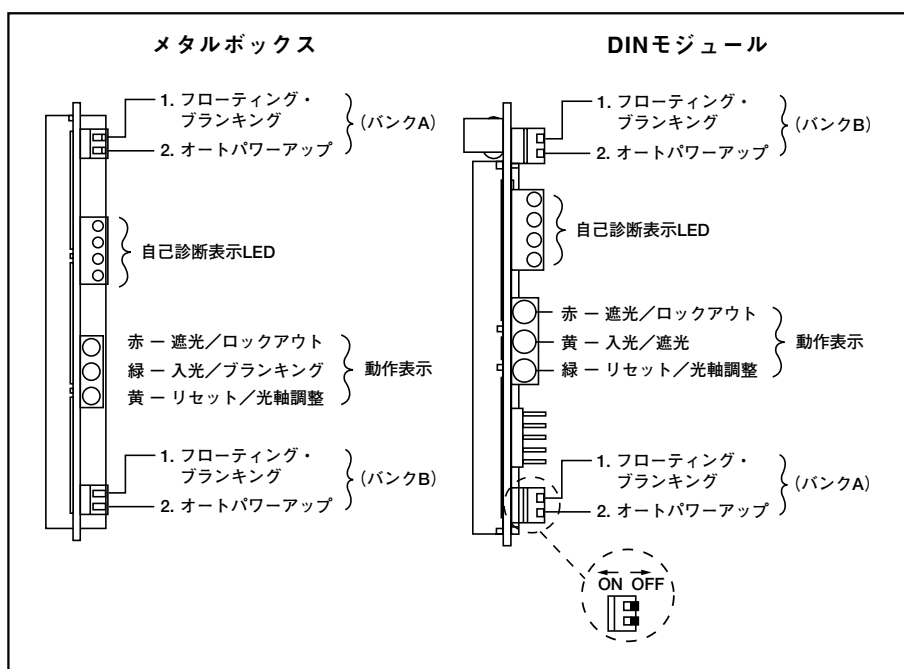 メタルボックス
1. フローティング・
ブランキング
2. オートパワーアップ
(バンクA)
自己診断表示LED
赤 － 遮光／ロックアウト
緑 － 入光／ブランキング
黄 － リセット／光軸調整
動作表示
1. フローティング・
ブランキング
2. オートパワーアップ
(バンクB)
DINモジュール
1. フローティング・
ブランキング
2. オートパワーアップ
(バンクB)
自己診断表示LED
赤 － 遮光／ロックアウト
黄 － 入光／遮光
緑 － リセット／光軸調整
動作表示
1. フローティング・
ブランキング
2. オートパワーアップ
(バンクA)
ON OFF